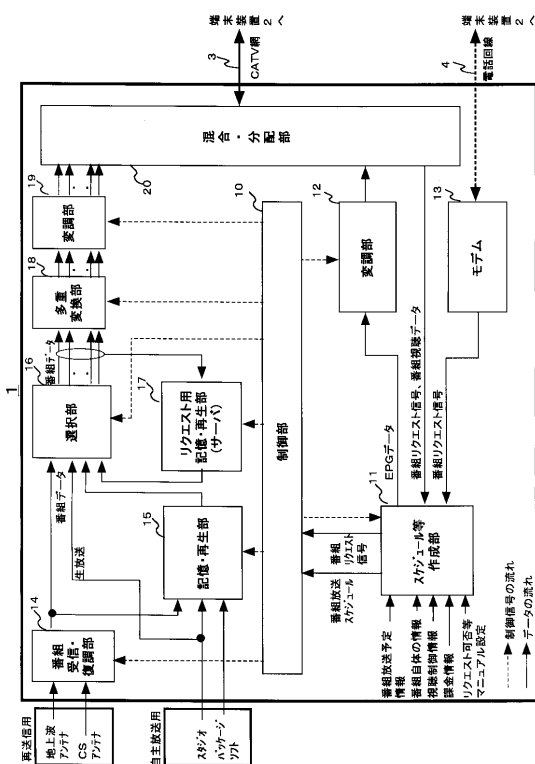 1
再送信用
地上波
アンテナ
CS
アンテナ
自主放送用
スタジオ
パッケージ
ソフト
14
番組
受信・
復調部
番組データ
生放送
15
記憶・再生部
16
選択部
番組データ
17
リクエスト用
記憶・再生部
(サーバ)
18
多重
変換部
19
変調部
20
混合・分配部
3
CATV網
端末
装置2へ
4
電話回線
端末
装置2へ
10
制御部
12
変調部
13
モデム
11
スケジュール等
作成部
番組放送
スケジュール
番組
リクエスト
信号
EPGデータ
番組リクエスト信号、番組視聴データ
番組リクエスト信号
番組放送予定
情報
番組自体の情報
視聴制御情報
課金情報
リクエスト可否等
マニュアル設定
制御信号の流れ
データの流れ